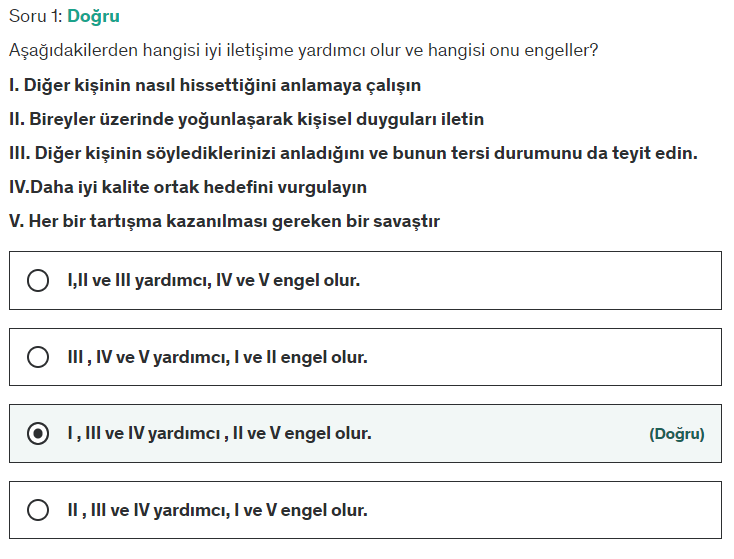 Soru 1: Doğru
Aşağıdakilerden hangisi iyi iletişime yardımcı olur ve hangisi onu engeller?
I. Diğer kişinin nasıl hissettiğini anlamaya çalışın
II. Bireyler üzerinde yoğunlaşarak kişisel duyguları iletin
III. Diğer kişinin söylediklerinizi anladığını ve bunun tersi durumunu da teyit edin.
IV.Daha iyi kalite ortak hedefini vurgulayın
V. Her bir tartışma kazanılması gereken bir savaştır
I,II ve III yardımcı, IV ve V engel olur.
III , IV ve V yardımcı, I ve II engel olur.
I , III ve IV yardımcı , II ve V engel olur. (Doğru)
II , III ve IV yardımcı, I ve V engel olur.